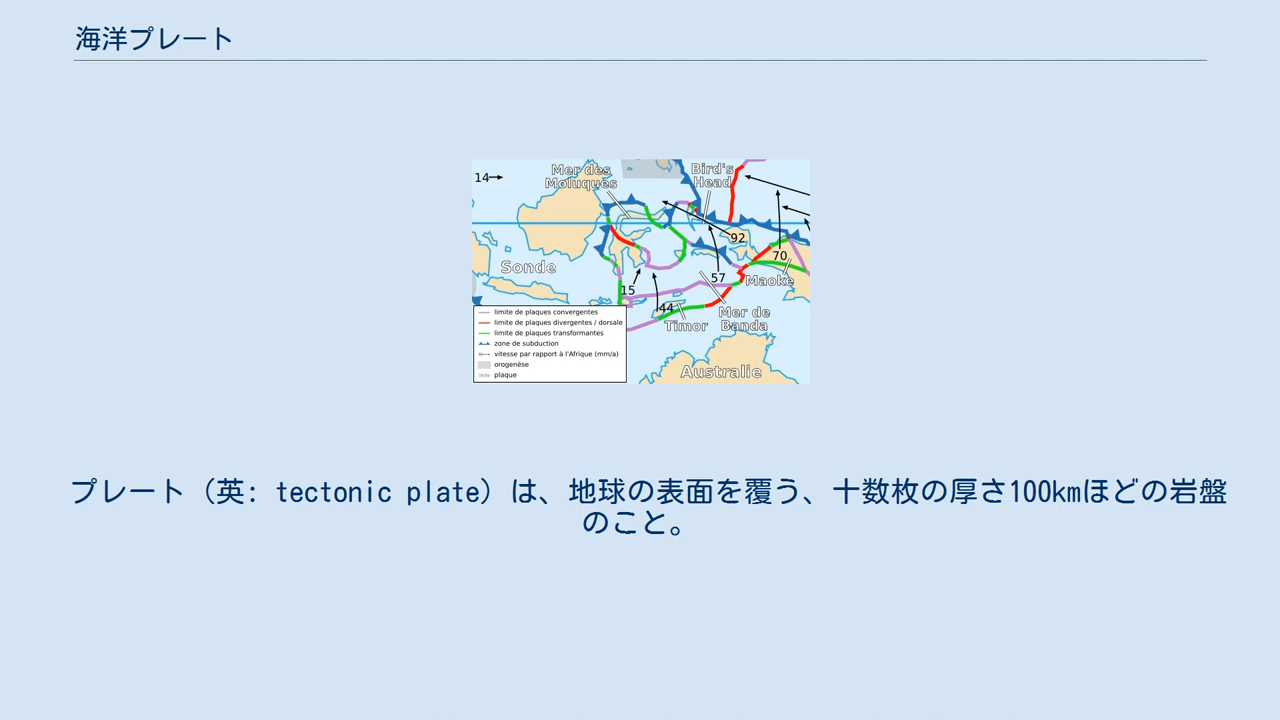 海洋プレート
Mer des
Moluques
Bird's
Head
14
92
70
Sonde
57
Maoke
15
44
Mer de
Banda
Timor
limite de plaques convergentes
limite de plaques divergentes / dorsale
limite de plaques transformantes
zone de subduction
vitesse par rapport à l'Afrique (mm/a)
orogenèse
plaque
Australie
プレート（英: tectonic plate）は、地球の表面を覆う、十数枚の厚さ100kmほどの岩盤
のこと。